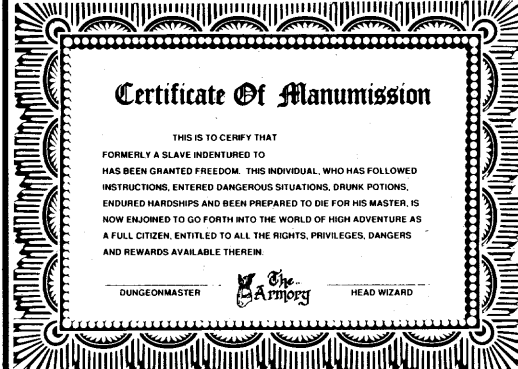 Certificate Of Manumission
THIS IS TO CERIFY THAT
FORMERLY A SLAVE INDENTURED TO
HAS BEEN GRANTED FREEDOM. THIS INDIVIDUAL, WHO HAS FOLLOWED
INSTRUCTIONS, ENTERED DANGEROUS SITUATIONS, DRUNK POTIONS,
ENDURED HARDSHIPS AND BEEN PREPARED TO DIE FOR HIS MASTER, IS
NOW ENJOINED TO GO FORTH INTO THE WORLD OF HIGH ADVENTURE AS
A FULL CITIZEN, ENTITLED TO ALL THE RIGHTS, PRIVILEGES, DANGERS
AND REWARDS AVAILABLE THEREIN.
The
Armory
DUNGEONMASTER HEAD WIZARD